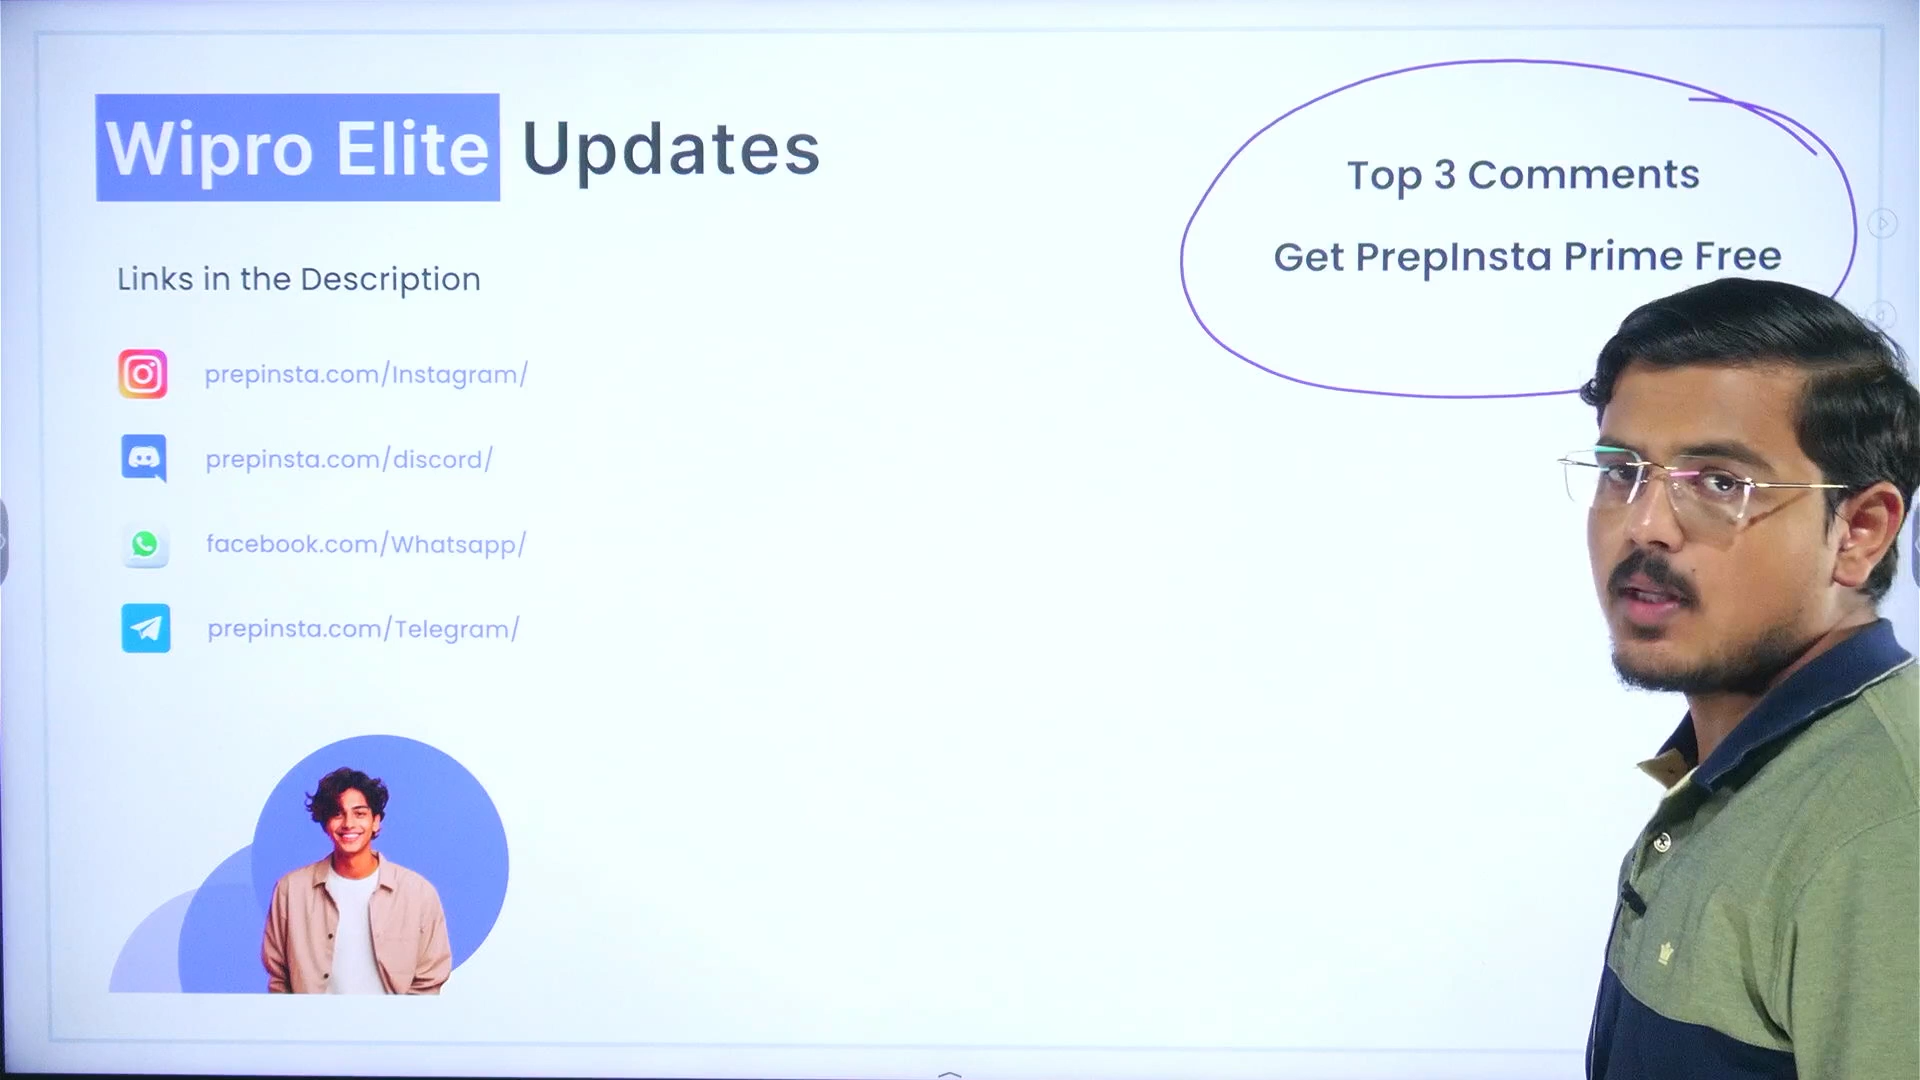 Wipro Elite Updates
Links in the Description
prepinsta.com/Instagram/
prepinsta.com/discord/
facebook.com/Whatsapp/
prepinsta.com/Telegram/
Top 3 Comments
Get PrepInsta Prime Free